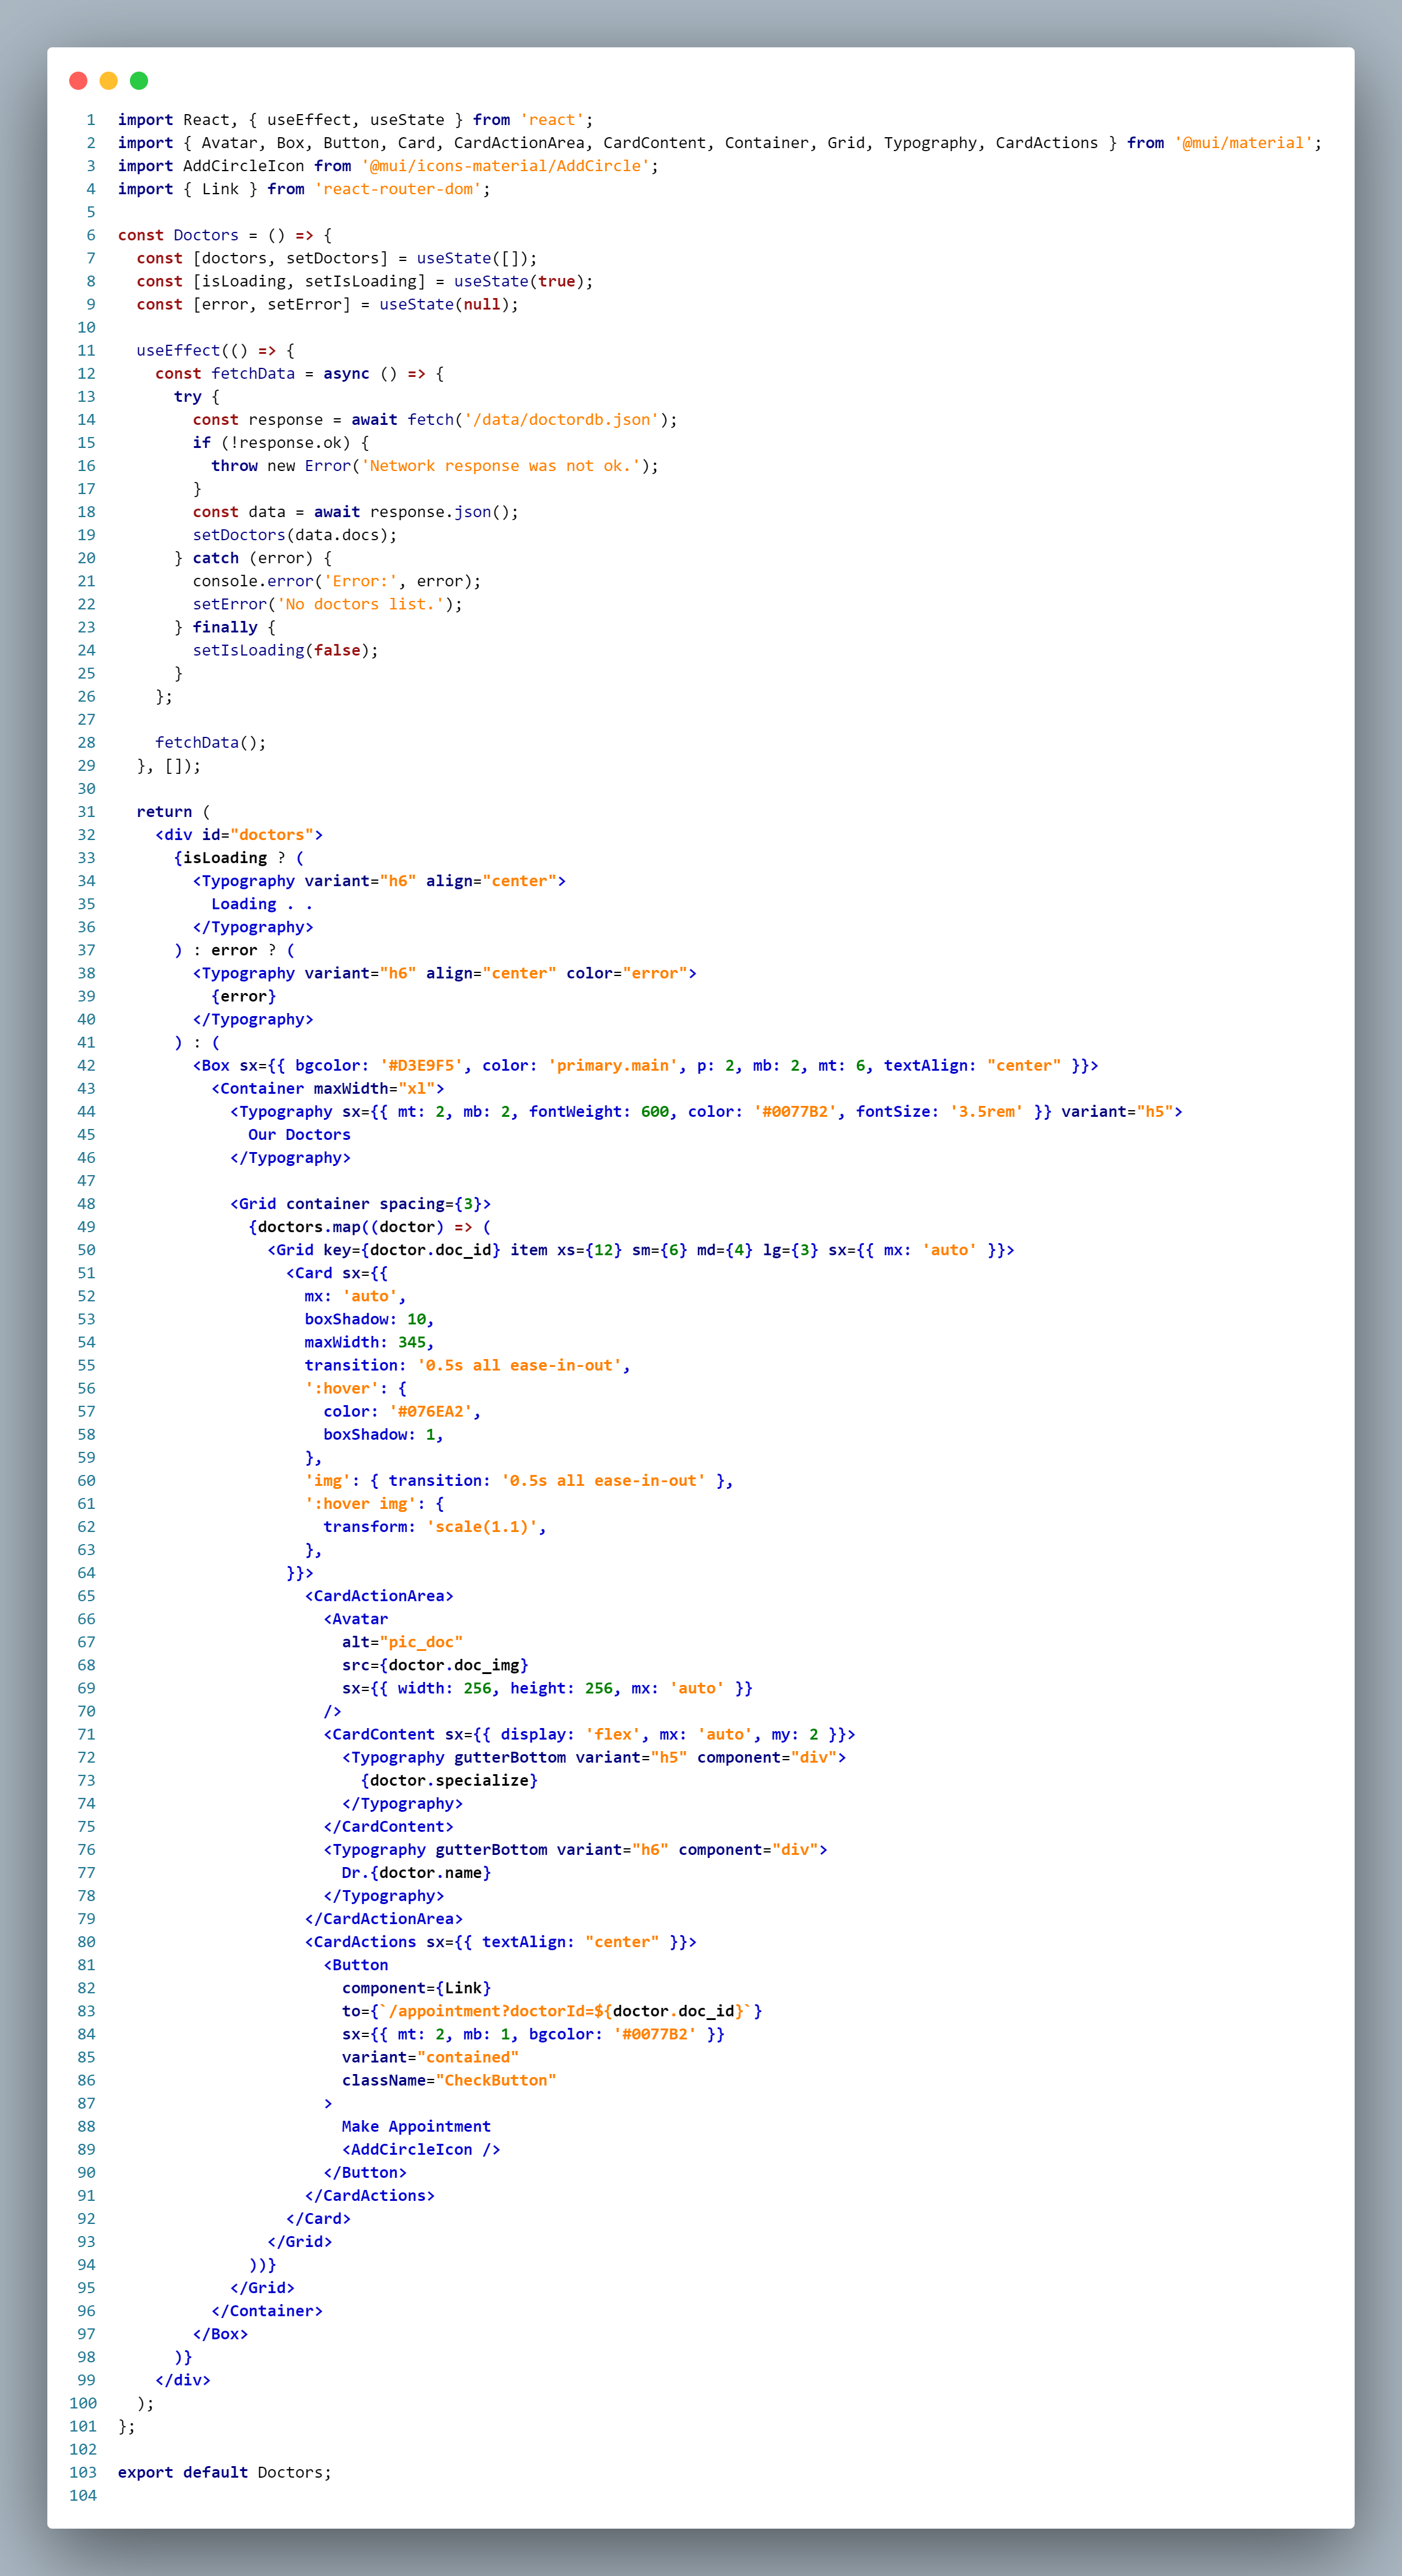 1 import React, { useEffect, useState } from 'react';
2 import { Avatar, Box, Button, Card, CardActionArea, CardContent, Container, Grid, Typography, CardActions } from '@mui/material';
3 import AddCircleIcon from '@mui/icons-material/AddCircle';
4 import { Link } from 'react-router-dom';
5
6 const Doctors = () => {
7   const [doctors, setDoctors] = useState([]);
8   const [isLoading, setIsLoading] = useState(true);
9   const [error, setError] = useState(null);
10
11   useEffect(() => {
12     const fetchData = async () => {
13       try {
14         const response = await fetch('/data/doctordb.json');
15         if (!response.ok) {
16           throw new Error('Network response was not ok.');
17         }
18         const data = await response.json();
19         setDoctors(data.docs);
20       } catch (error) {
21         console.error('Error:', error);
22         setError('No doctors list.');
23       } finally {
24         setIsLoading(false);
25       }
26     };
27
28     fetchData();
29   }, []);
30
31   return (
32     <div id="doctors">
33       {isLoading ? (
34         <Typography variant="h6" align="center">
35           Loading . .
36         </Typography>
37       ) : error ? (
38         <Typography variant="h6" align="center" color="error">
39           {error}
40         </Typography>
41       ) : (
42         <Box sx={{ bgcolor: '#D3E9F5', color: 'primary.main', p: 2, mb: 2, mt: 6, textAlign: "center" }}>
43           <Container maxWidth="xl">
44             <Typography sx={{ mt: 2, mb: 2, fontWeight: 600, color: '#0077B2', fontSize: '3.5rem' }} variant="h5">
45               Our Doctors
46             </Typography>
47
48             <Grid container spacing={3}>
49               {doctors.map((doctor) => (
50                 <Grid key={doctor.doc_id} item xs={12} sm={6} md={4} lg={3} sx={{ mx: 'auto' }}>
51                   <Card sx={{
52                     mx: 'auto',
53                     boxShadow: 10,
54                     maxWidth: 345,
55                     transition: '0.5s all ease-in-out',
56                     ':hover': {
57                       color: '#076EA2',
58                       boxShadow: 1,
59                     },
60                     'img': { transition: '0.5s all ease-in-out' },
61                     ':hover img': {
62                       transform: 'scale(1.1)',
63                     },
64                   }}>
65                     <CardActionArea>
66                       <Avatar
67                         alt="pic_doc"
68                         src={doctor.doc_img}
69                         sx={{ width: 256, height: 256, mx: 'auto' }}
70                       />
71                       <CardContent sx={{ display: 'flex', mx: 'auto', my: 2 }}>
72                         <Typography gutterBottom variant="h5" component="div">
73                           {doctor.specialize}
74                         </Typography>
75                       </CardContent>
76                       <Typography gutterBottom variant="h6" component="div">
77                         Dr.{doctor.name}
78                       </Typography>
79                     </CardActionArea>
80                     <CardActions sx={{ textAlign: "center" }}>
81                       <Button
82                         component={Link}
83                         to={`/appointment?doctorId=${doctor.doc_id}`}
84                         sx={{ mt: 2, mb: 1, bgcolor: '#0077B2' }}
85                         variant="contained"
86                         className="CheckButton"
87                       >
88                         Make Appointment
89                         <AddCircleIcon />
90                       </Button>
91                     </CardActions>
92                   </Card>
93                 </Grid>
94               ))}
95             </Grid>
96           </Container>
97         </Box>
98       )}
99     </div>
100   );
101 };
102
103 export default Doctors;
104